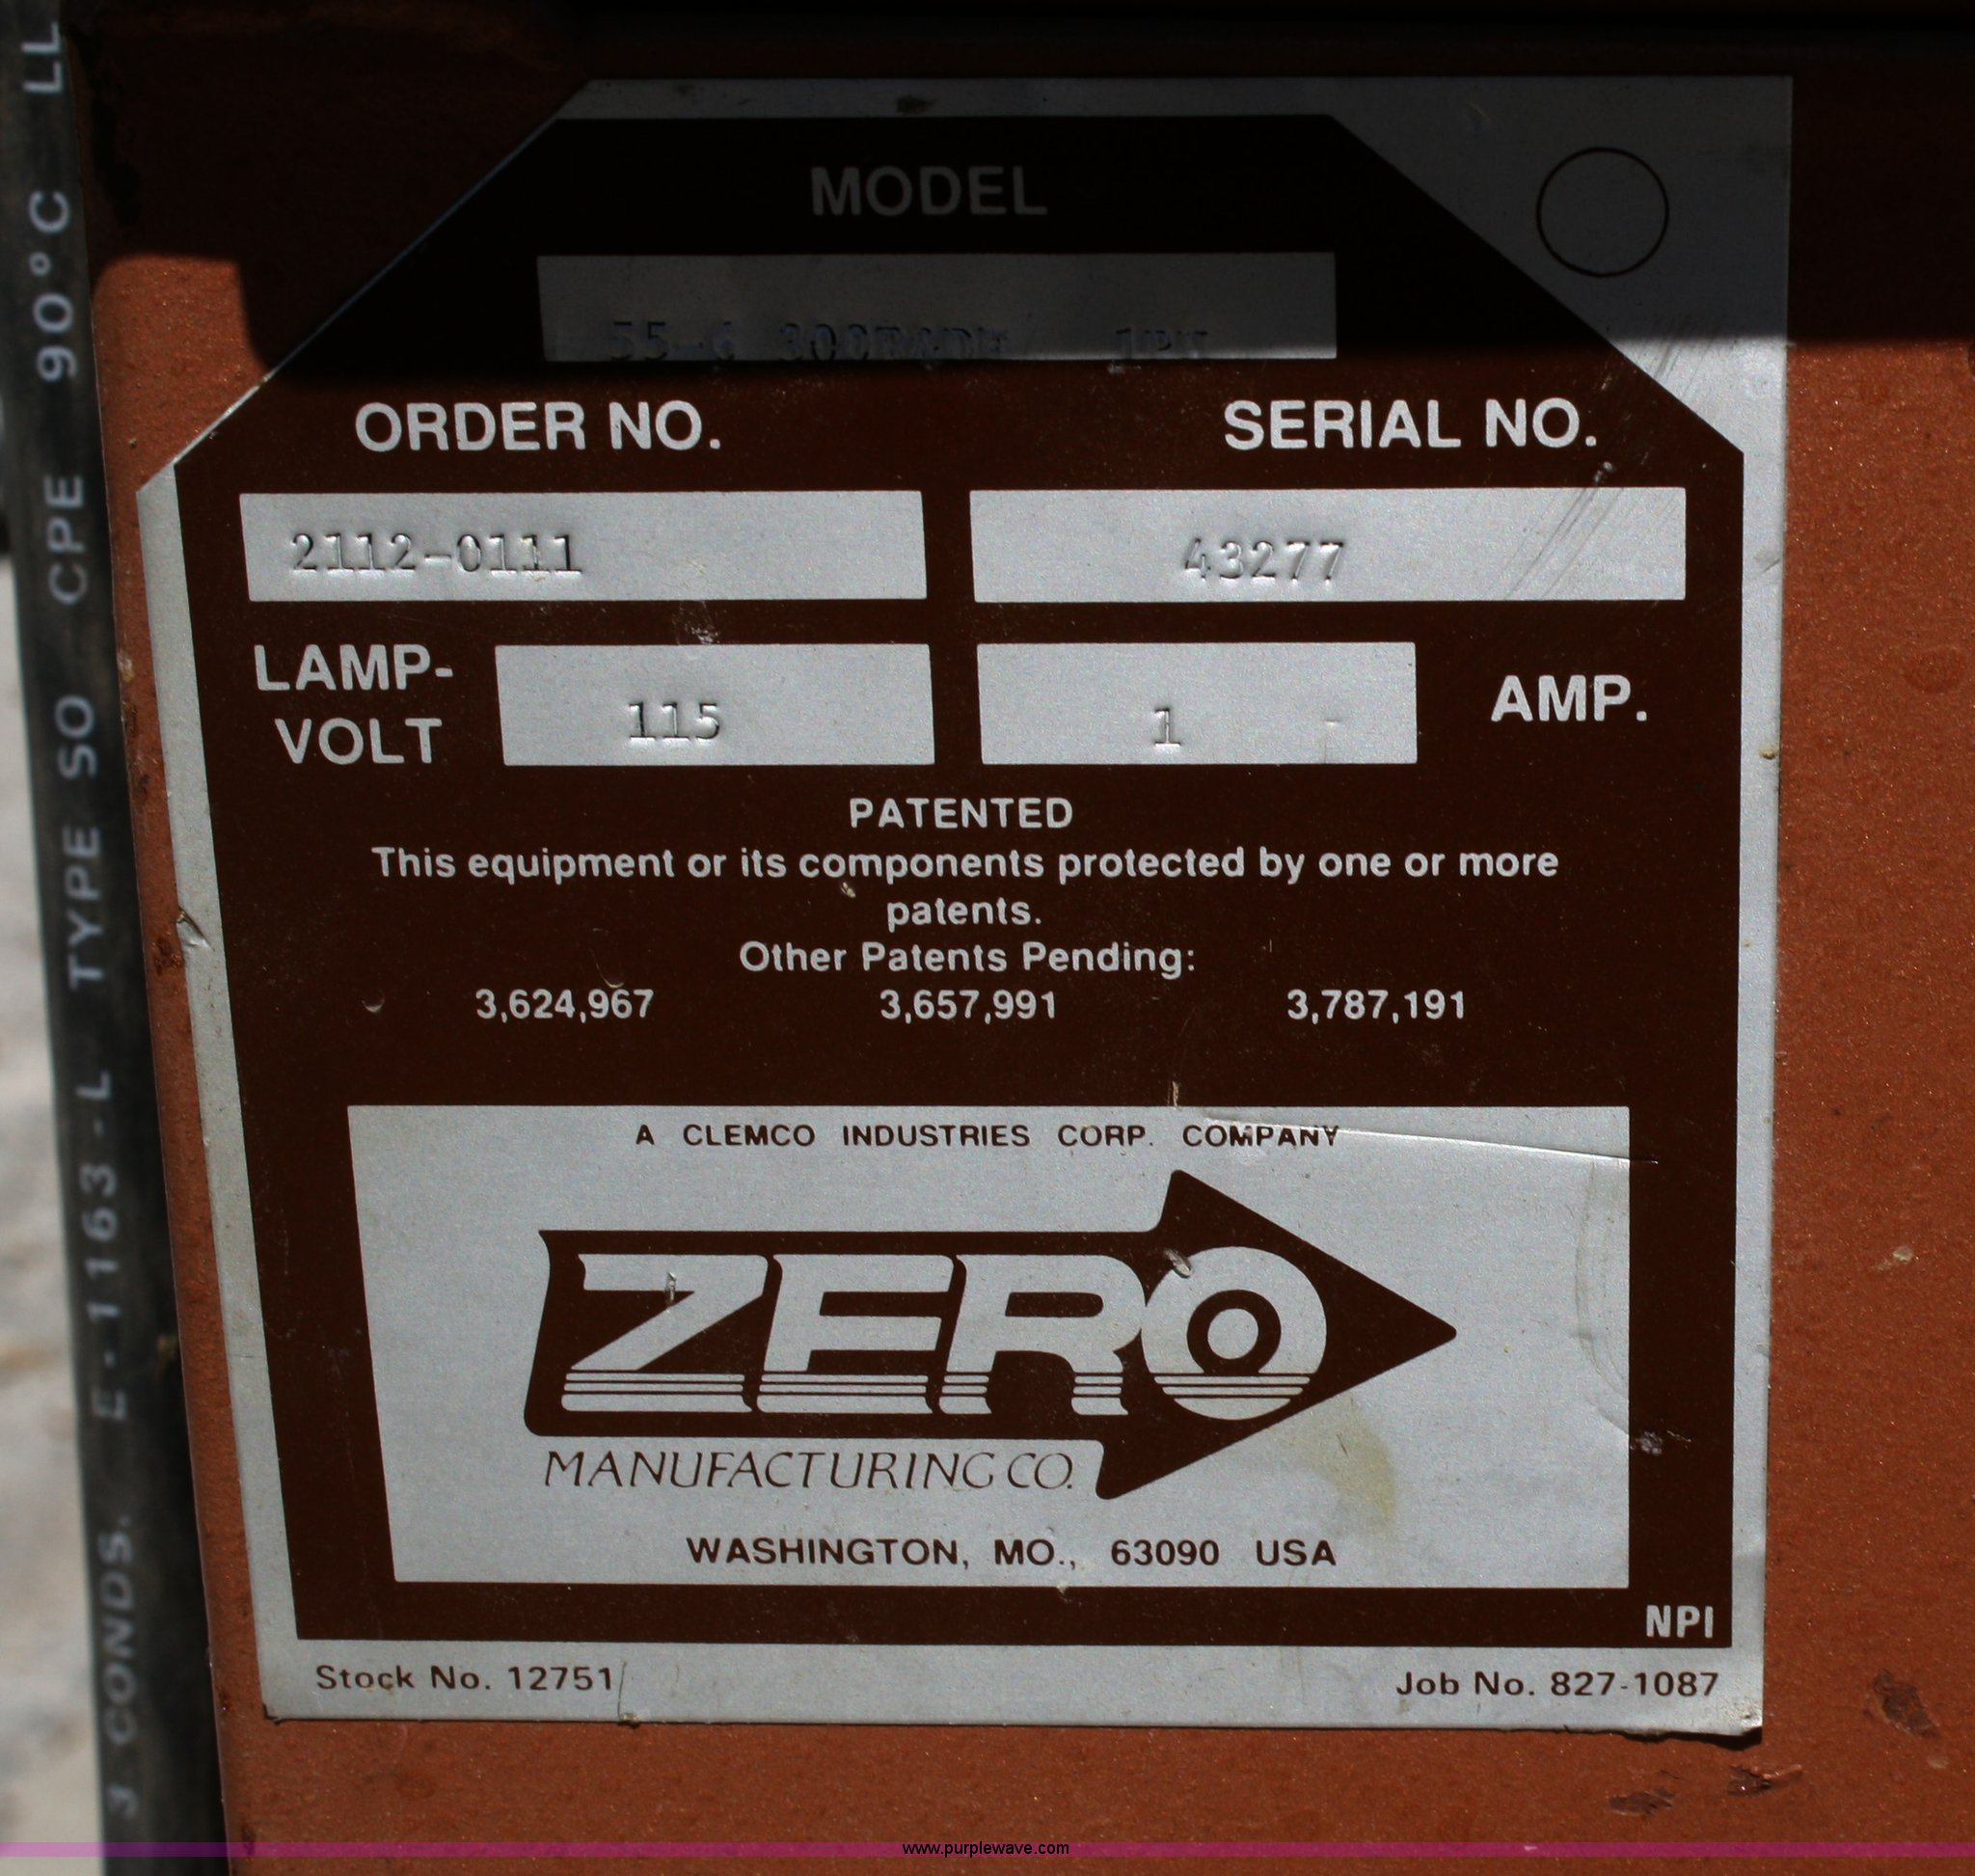 MODEL
ORDER NO.
SERIAL NO.
2112-0111
43277
LAMP-
VOLT
115
1
AMP.
PATENTED
This equipment or its components protected by one or more
patents.
Other Patents Pending:
3,624,967 3,657,991 3,787,191
A CLEMCO INDUSTRIES CORP. COMPANY
ZERO
MANUFACTURING CO.
WASHINGTON, MO., 63090 USA
NPI
Stock No. 12751
Job No. 827-1087
3 CONDS. E-1163-L TYPE SO CPE 90°C
www.purplewave.com